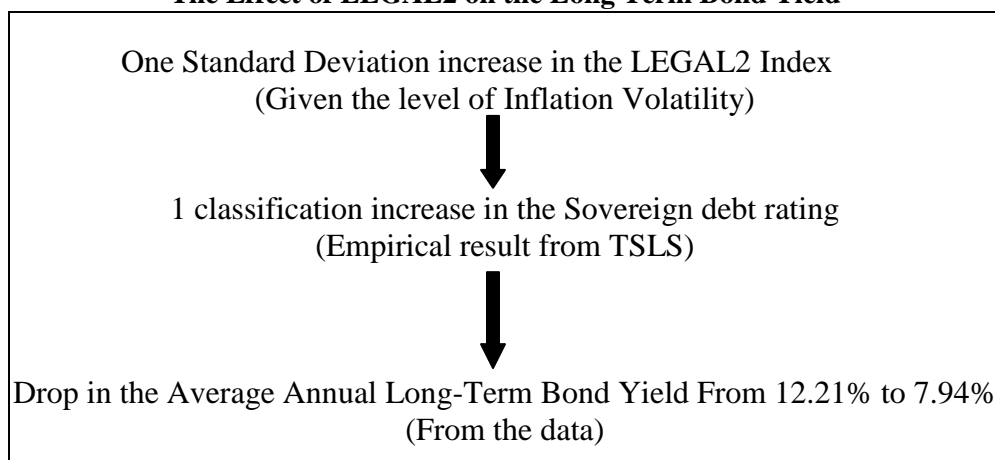 The Effect of LEGAL2 on the Long-Term Bond Yield
One Standard Deviation increase in the LEGAL2 Index
(Given the level of Inflation Volatility)
1 classification increase in the Sovereign debt rating
(Empirical result from TSLS)
Drop in the Average Annual Long-Term Bond Yield From 12.21% to 7.94%
(From the data)